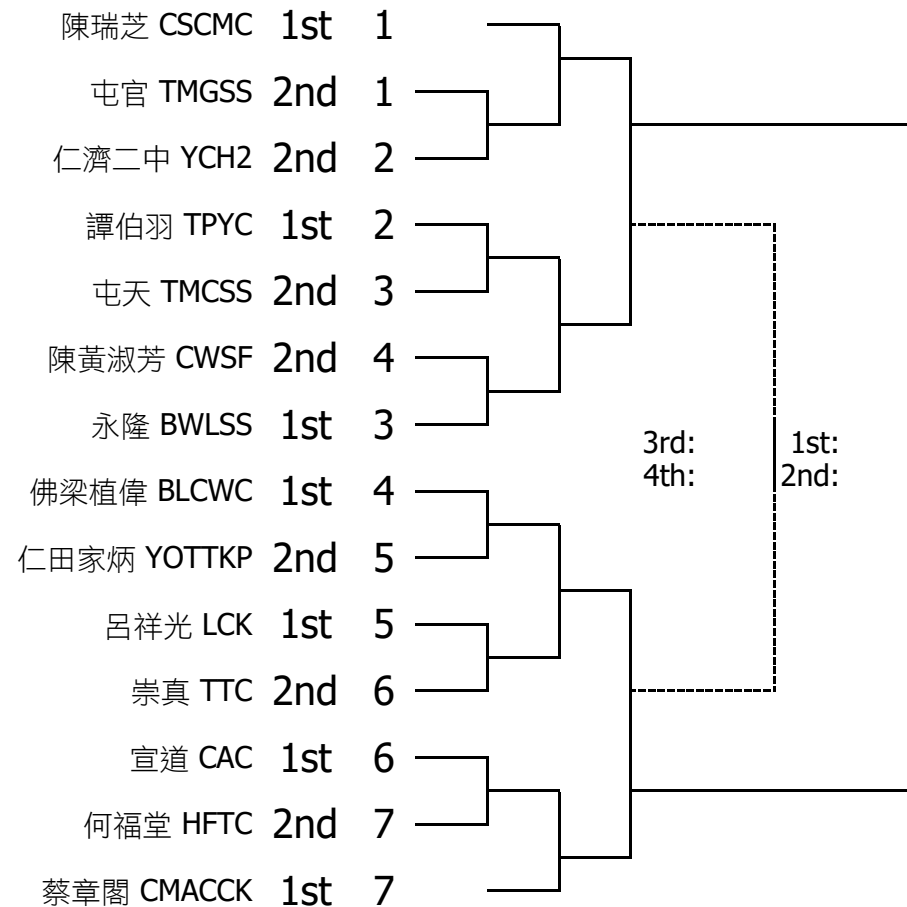 陳瑞芝 CSCMC 1st 1
屯官 TMGSS 2nd 1
仁濟二中 YCH2 2nd 2
譚伯羽 TPYC 1st 2
屯天 TMCSS 2nd 3
陳黃淑芳 CWSF 2nd 4
永隆 BWLSS 1st 3
3rd: 1st:
4th: 2nd:
佛梁植偉 BLCWC 1st 4
仁田家炳 YOTTKP 2nd 5
呂祥光 LCK 1st 5
崇真 TTC 2nd 6
宣道 CAC 1st 6
何福堂 HFTC 2nd 7
蔡章閣 CMACCK 1st 7